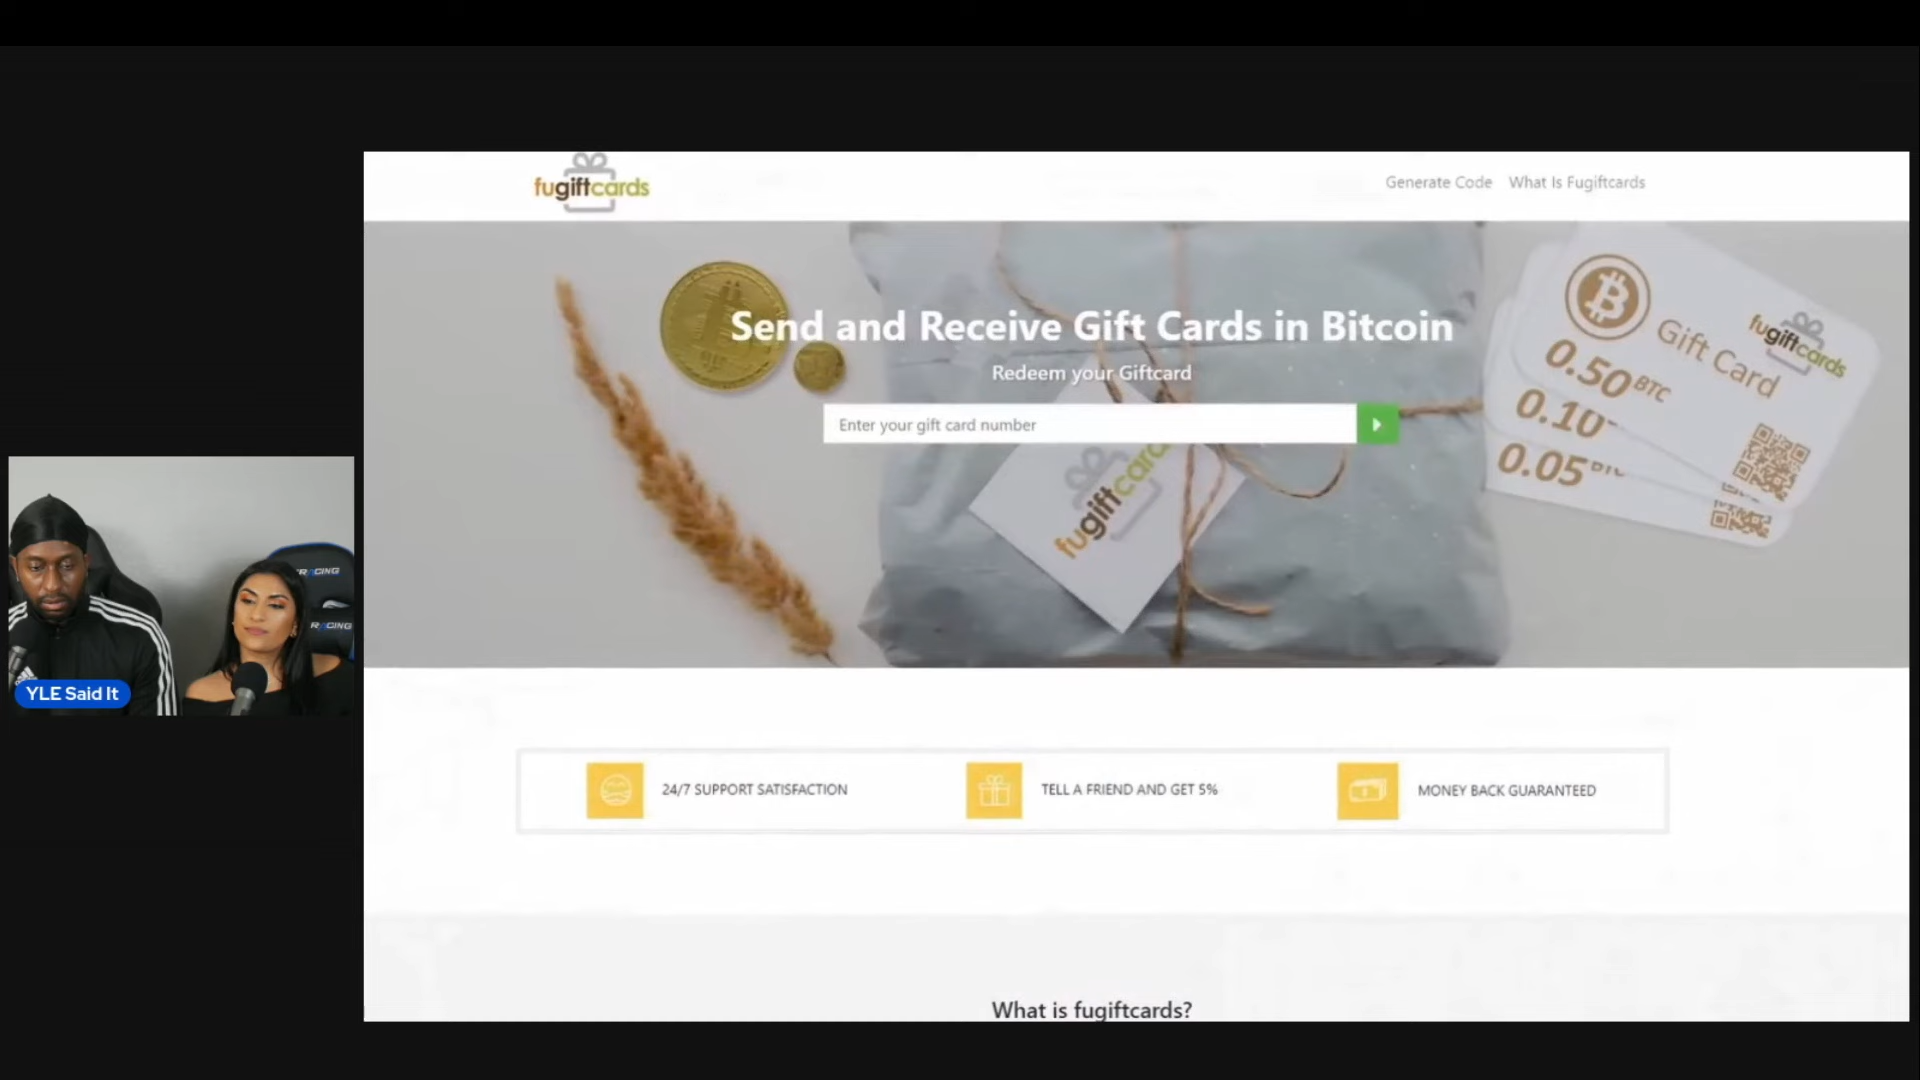 fugiftcards
Generate Code What Is Fugiftcards
Send and Receive Gift Cards in Bitcoin
Redeem your Giftcard
Enter your gift card number
Gift Card
fugiftcards
0.50 BTC
0.10
0.05
fugiftcards
RACING
RACING
YLE Said It
24/7 SUPPORT SATISFACTION
TELL A FRIEND AND GET 5%
MONEY BACK GUARANTEED
What is fugiftcards?